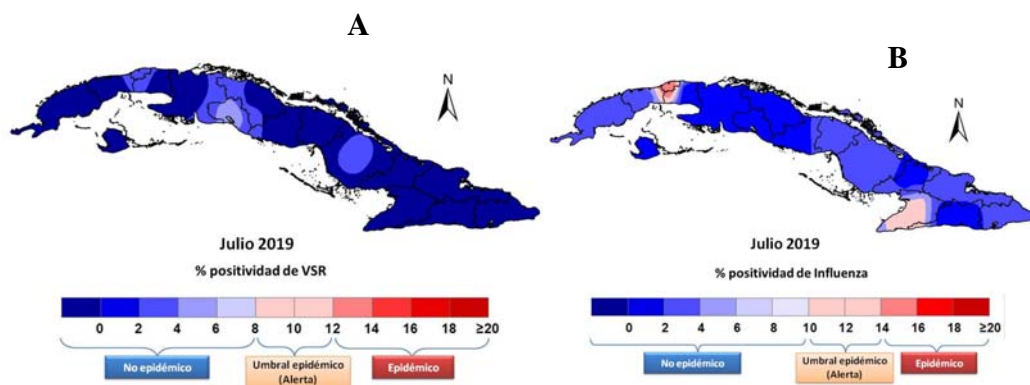 A
N
Julio 2019
% positividad de VSR
0 2 4 6 8 10 12 14 16 18 ≥20
No epidémico
Umbral epidémico
(Alerta)
Epidémico
B
N
Julio 2019
% positividad de Influenza
0 2 4 6 8 10 12 14 16 18 ≥20
No epidémico
Umbral epidémico
(Alerta)
Epidémico